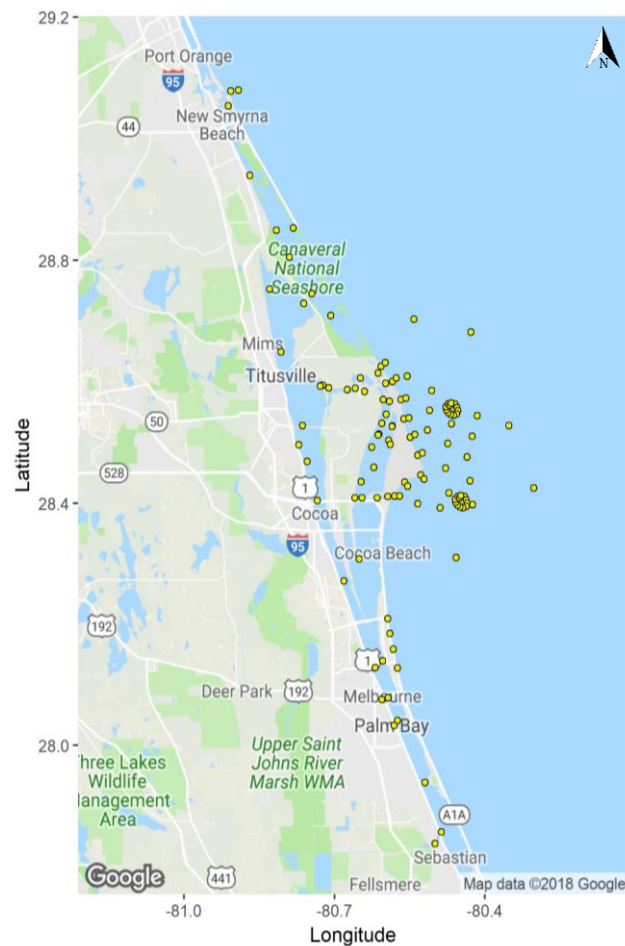 29.2
Port Orange
N
95
New Smyrna
Beach
44
28.8
Canaveral
National
Seashore
Mims
Titusville
50
Latitude
528
1
28.4
Cocoa
95
Cocoa Beach
192
1
Deer Park
192
Melbourne
Palm Bay
28.0
Upper Saint
Johns River
Marsh WMA
Three Lakes
Wildlife
Management
Area
A1A
Sebastian
Google
441
Fellsmere
Map data ©2018 Google
-81.0
-80.7
-80.4
Longitude